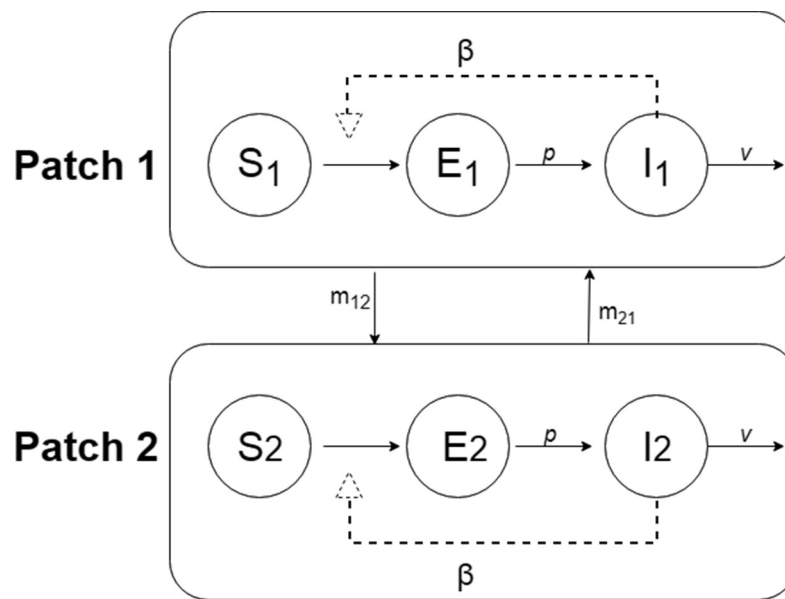 β
Patch 1 S₁ E₁ p I₁ v
m₁₂ m₂₁
Patch 2 S2 E2 p I2 v
β